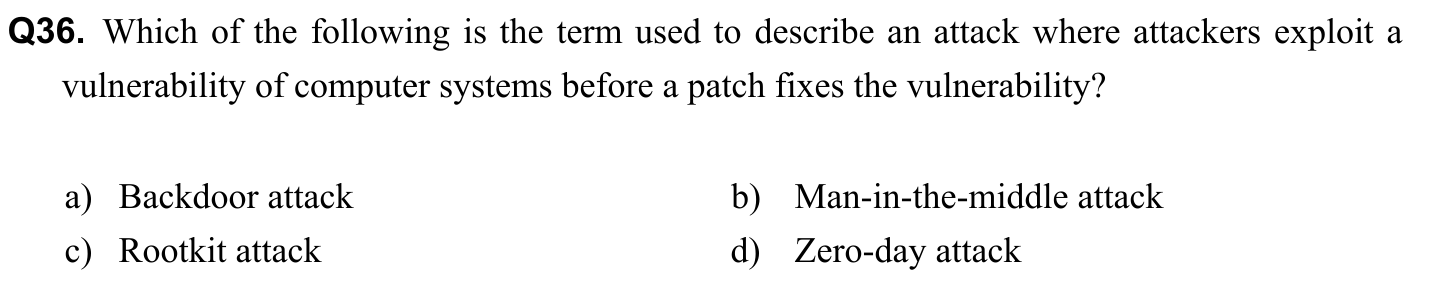 Q36. Which of the following is the term used to describe an attack where attackers exploit a
vulnerability of computer systems before a patch fixes the vulnerability?
a) Backdoor attack b) Man-in-the-middle attack
c) Rootkit attack d) Zero-day attack